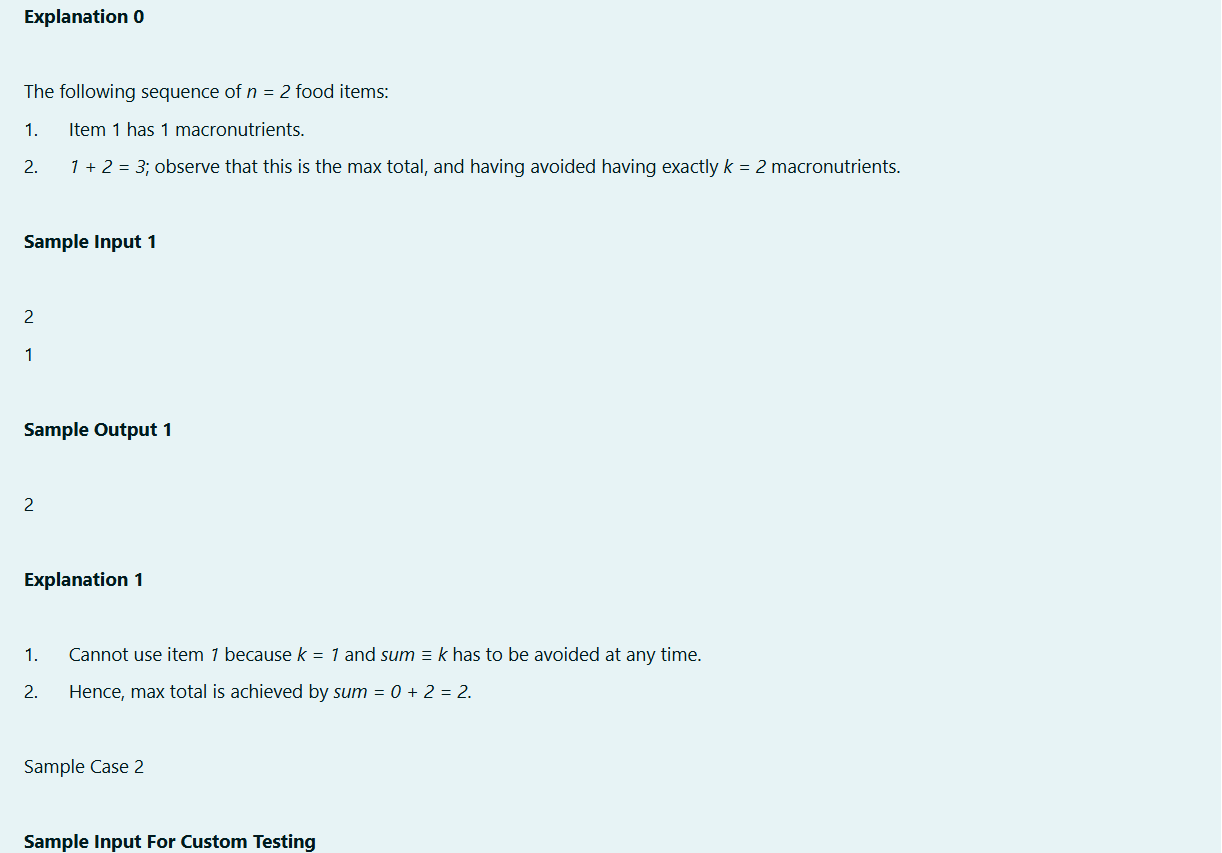 Explanation 0
The following sequence of n = 2 food items:
1. Item 1 has 1 macronutrients.
2. 1 + 2 = 3; observe that this is the max total, and having avoided having exactly k = 2 macronutrients.
Sample Input 1
2
1
Sample Output 1
2
Explanation 1
1. Cannot use item 1 because k = 1 and sum ≡ k has to be avoided at any time.
2. Hence, max total is achieved by sum = 0 + 2 = 2.
Sample Case 2
Sample Input For Custom Testing